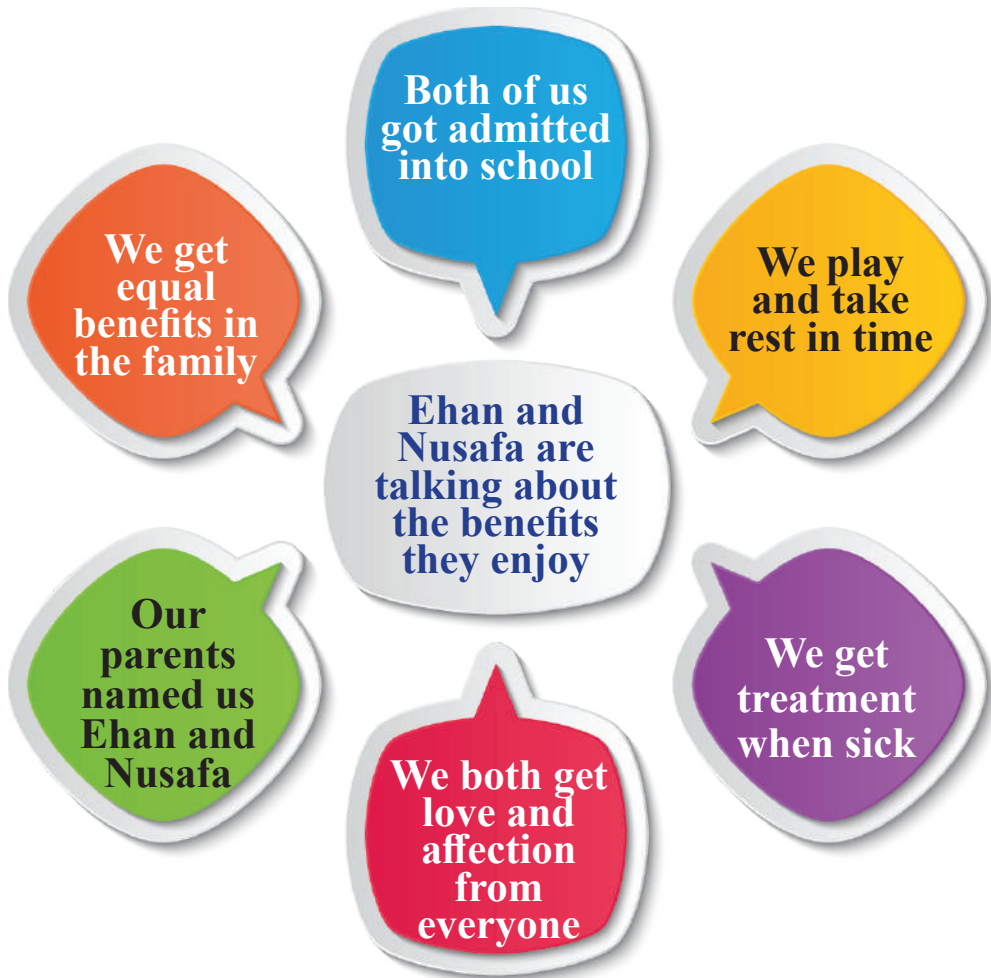 Both of us
got admitted
into school
We get
equal
benefits in
the family
We play
and take
rest in time
Ehan and
Nusafa are
talking about
the benefits
they enjoy
Our
parents
named us
Ehan and
Nusafa
We get
treatment
when sick
We both get
love and
affection
from
everyone